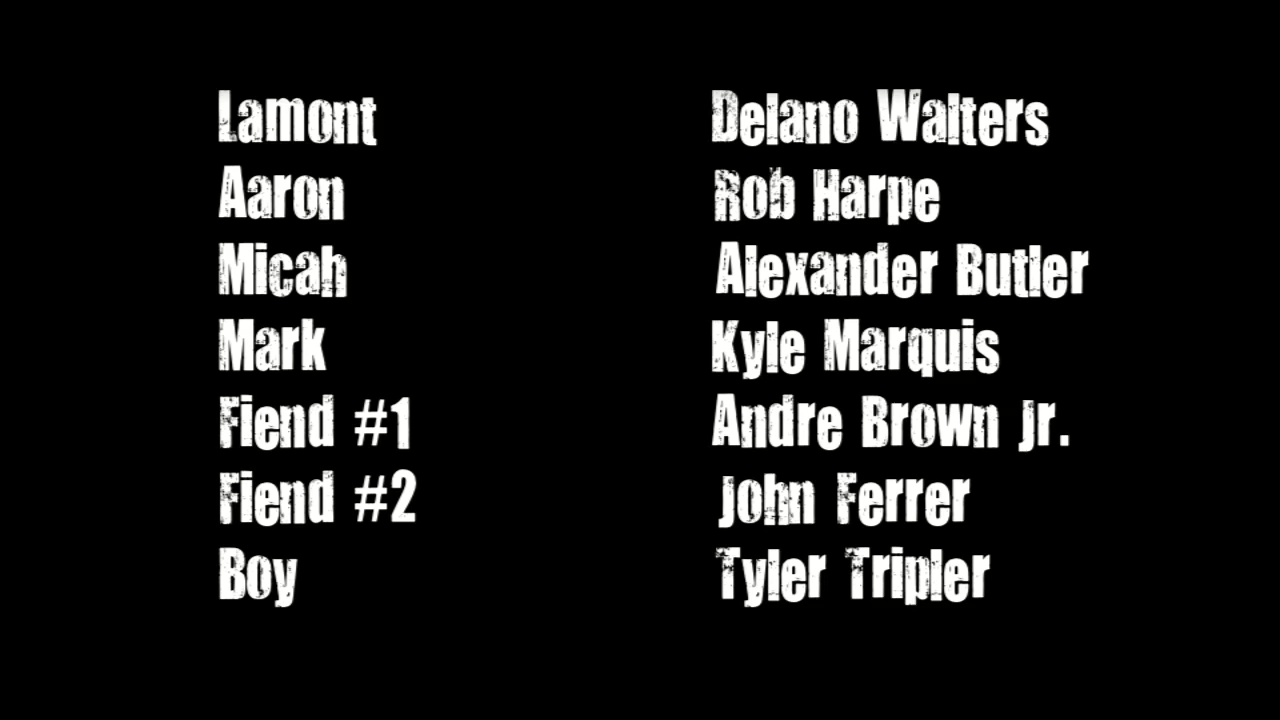 Lamont Delano Walters
Aaron Rob Harpe
Micah Alexander Butler
Mark Kyle Marquis
Fiend #1 Andre Brown jr.
Fiend #2 john Ferrer
Boy Tyler Tripler